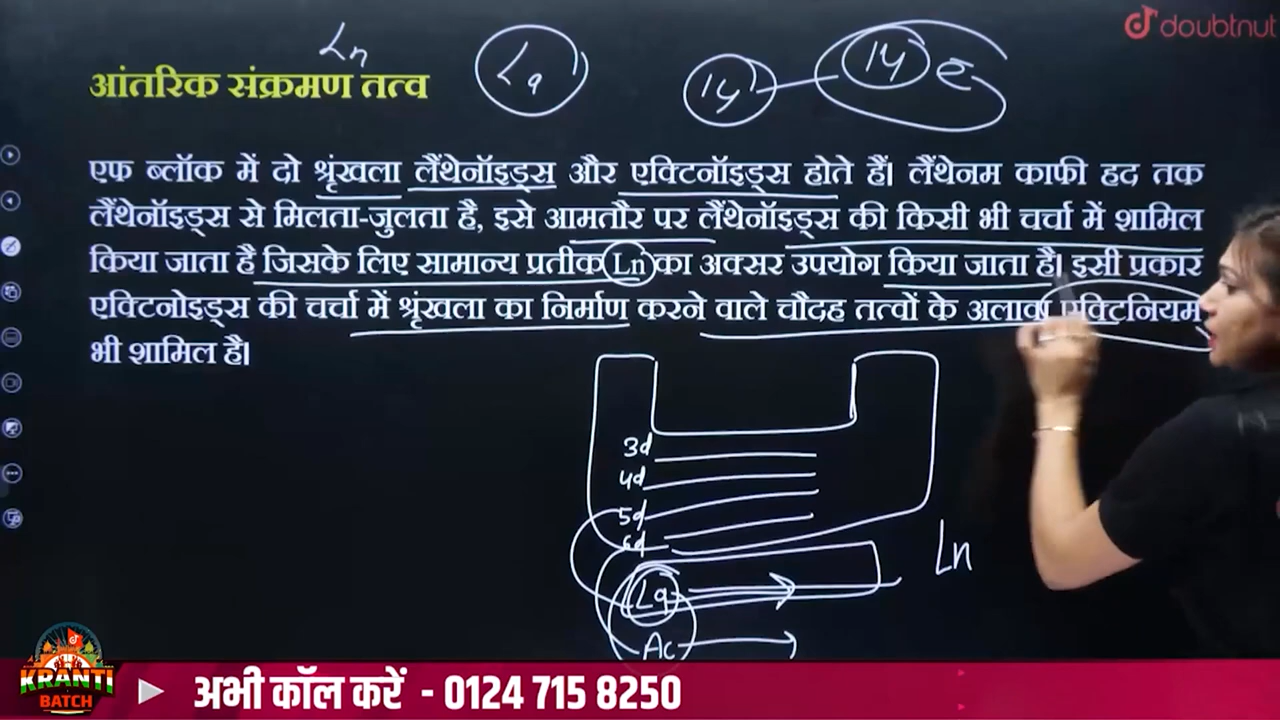 Ln
La
14
14 e
doubtnut
आंतरिक संक्रमण तत्व
एफ ब्लॉक में दो श्रृंखला लैंथेनॉइड्स और एक्टिनॉइड्स होते हैं। लैंथेनम काफी हद तक
लैंथेनॉइड्स से मिलता-जुलता है, इसे आमतौर पर लैंथेनॉइड्स की किसी भी चर्चा में शामिल
किया जाता है जिसके लिए सामान्य प्रतीक Ln का अक्सर उपयोग किया जाता है। इसी प्रकार
एक्टिनोइड्स की चर्चा में श्रृंखला का निर्माण करने वाले चौदह तत्वों के अलावा एक्टिनियम
भी शामिल है।
3d
4d
5d
6d
Ln
La
Ac
KRANTI
BATCH
अभी कॉल करें - 0124 715 8250